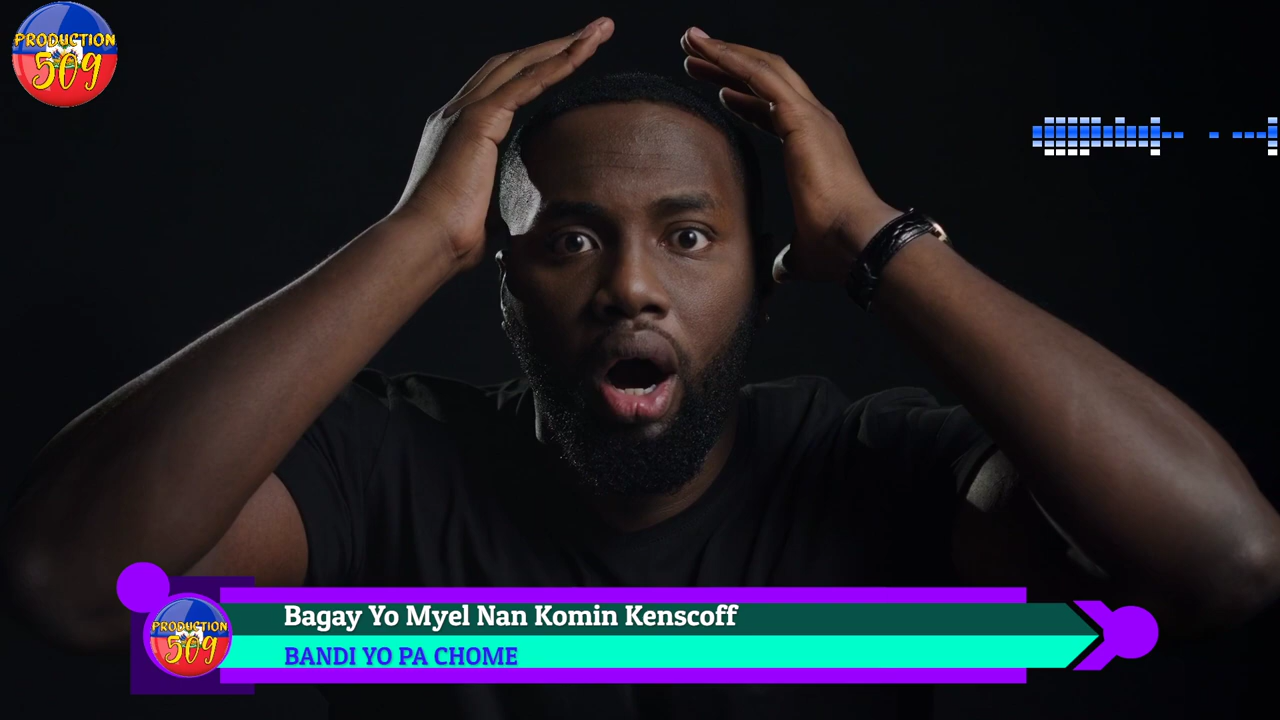 PRODUCTION
509
Bagay Yo Myel Nan Komin Kenscoff
PRODUCTION
509
BANDI YO PA CHOME